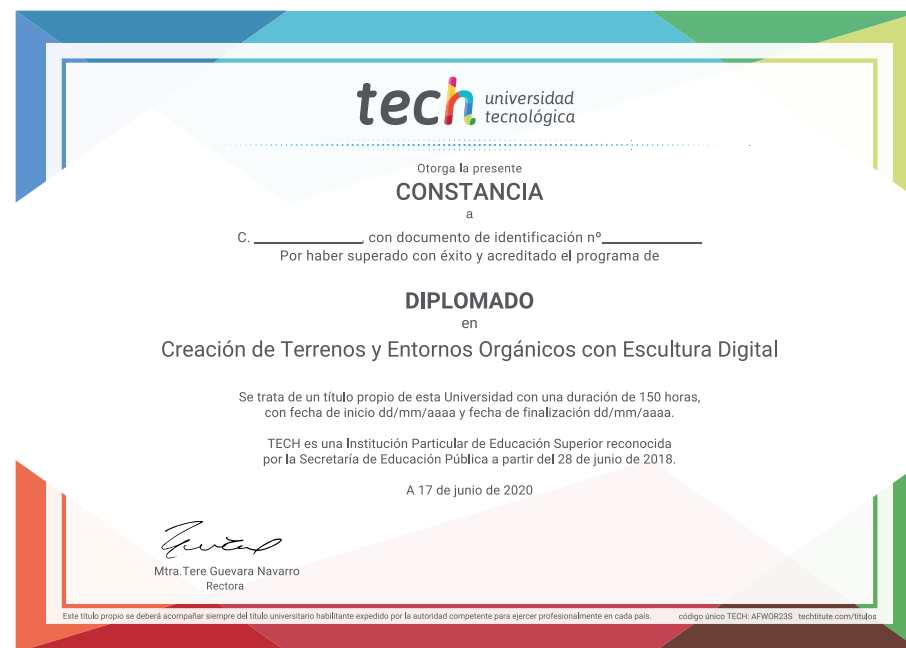 tech universidad
tecnológica
Otorga la presente
CONSTANCIA
a
C. ____________, con documento de identificación nº____________
Por haber superado con éxito y acreditado el programa de
DIPLOMADO
en
Creación de Terrenos y Entornos Orgánicos con Escultura Digital
Se trata de un título propio de esta Universidad con una duración de 150 horas,
con fecha de inicio dd/mm/aaaa y fecha de finalización dd/mm/aaaa.
TECH es una Institución Particular de Educación Superior reconocida
por la Secretaría de Educación Pública a partir del 28 de junio de 2018.
A 17 de junio de 2020
Mtra.Tere Guevara Navarro
Rectora
Este título propio se deberá acompañar siempre del título universitario habilitante expedido por la autoridad competente para ejercer profesionalmente en cada país. código único TECH: AFWOR23S techtitute.com/titulos